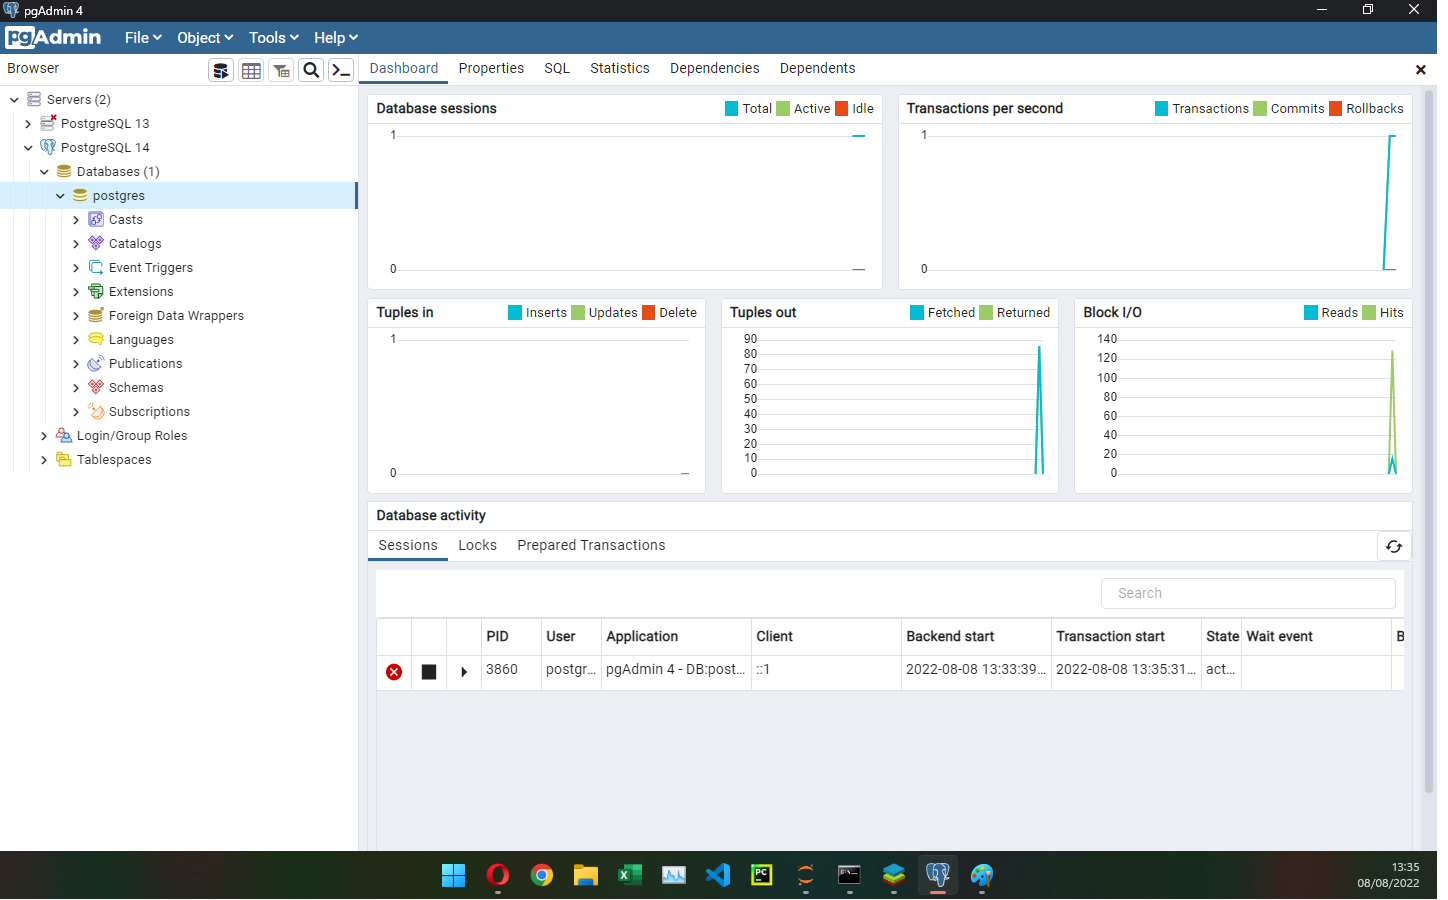 pgAdmin 4
pgAdmin File Object Tools Help
Browser
Dashboard Properties SQL Statistics Dependencies Dependents
Servers (2)
PostgreSQL 13
PostgreSQL 14
Databases (1)
postgres
Casts
Catalogs
Event Triggers
Extensions
Foreign Data Wrappers
Languages
Publications
Schemas
Subscriptions
Login/Group Roles
Tablespaces
Database sessions Total Active Idle
1
0
Transactions per second Transactions Commits Rollbacks
1
0
Tuples in Inserts Updates Delete
1
0
Tuples out Fetched Returned
90
80
70
60
50
40
30
20
10
0
Block I/O Reads Hits
140
120
100
80
60
40
20
0
Database activity
Sessions Locks Prepared Transactions
Search
PID User Application Client Backend start Transaction start State Wait event B
3860 postgr... pgAdmin 4 - DB:post... ::1 2022-08-08 13:33:39... 2022-08-08 13:35:31... act...
PC
13:35
08/08/2022